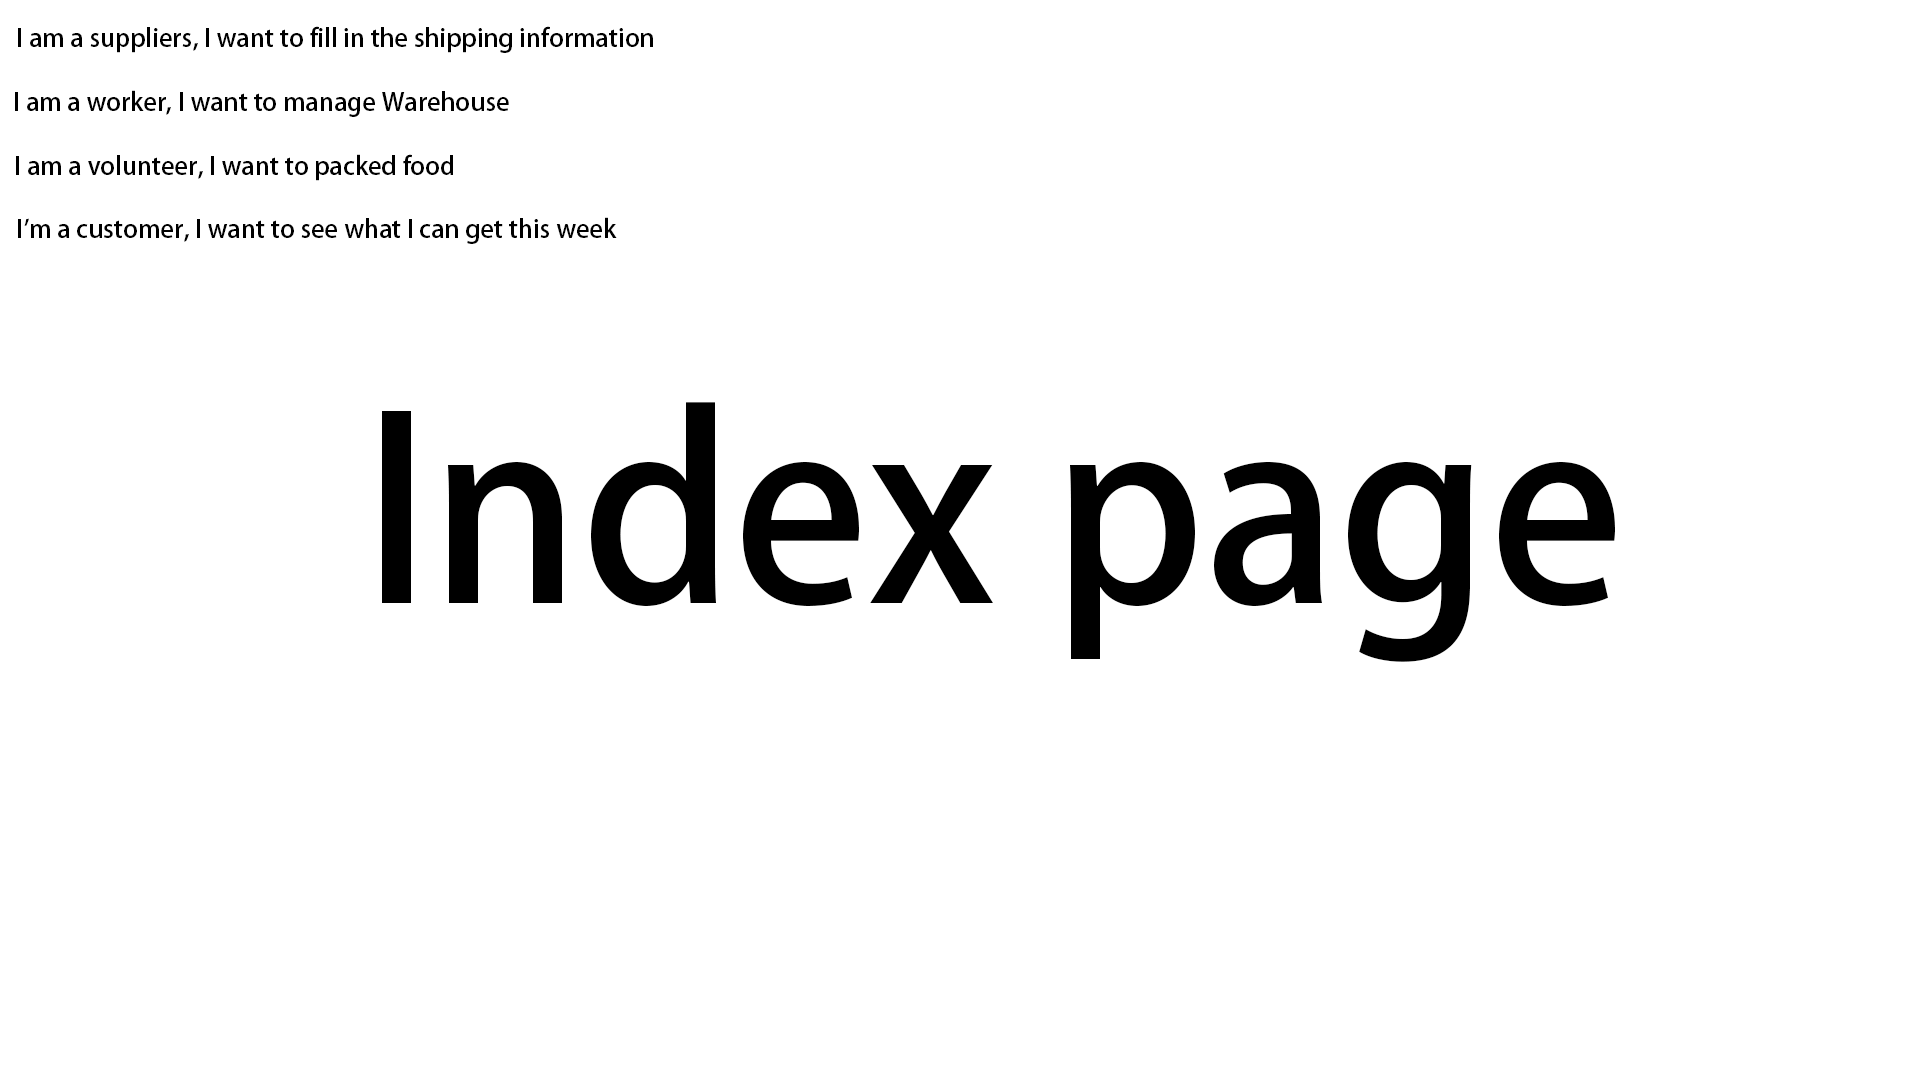 I am a suppliers, I want to fill in the shipping information
I am a worker, I want to manage Warehouse
I am a volunteer, I want to packed food
I’m a customer, I want to see what I can get this week
Index page